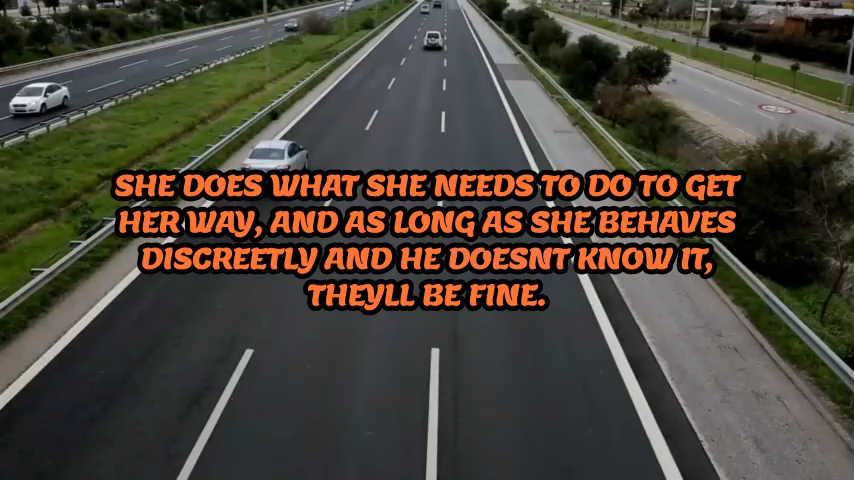 SHE DOES WHAT SHE NEEDS TO DO TO GET
HER WAY, AND AS LONG AS SHE BEHAVES
DISCREETLY AND HE DOESNT KNOW IT,
THEYLL BE FINE.